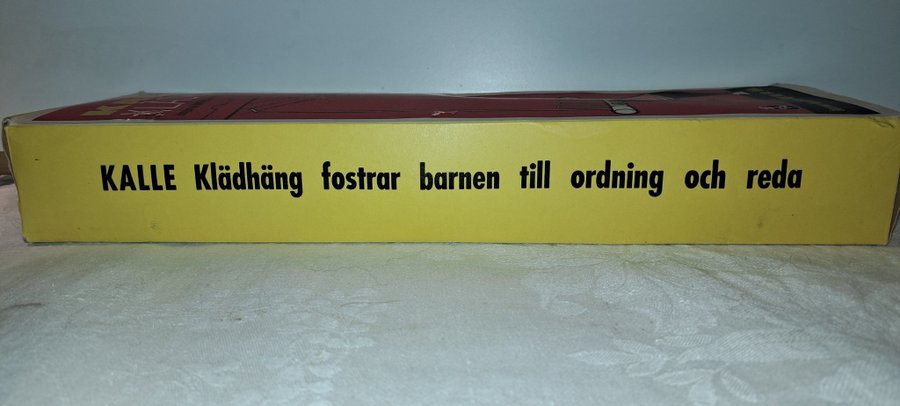 KALLE Klädhäng fostrar barnen till ordning och reda